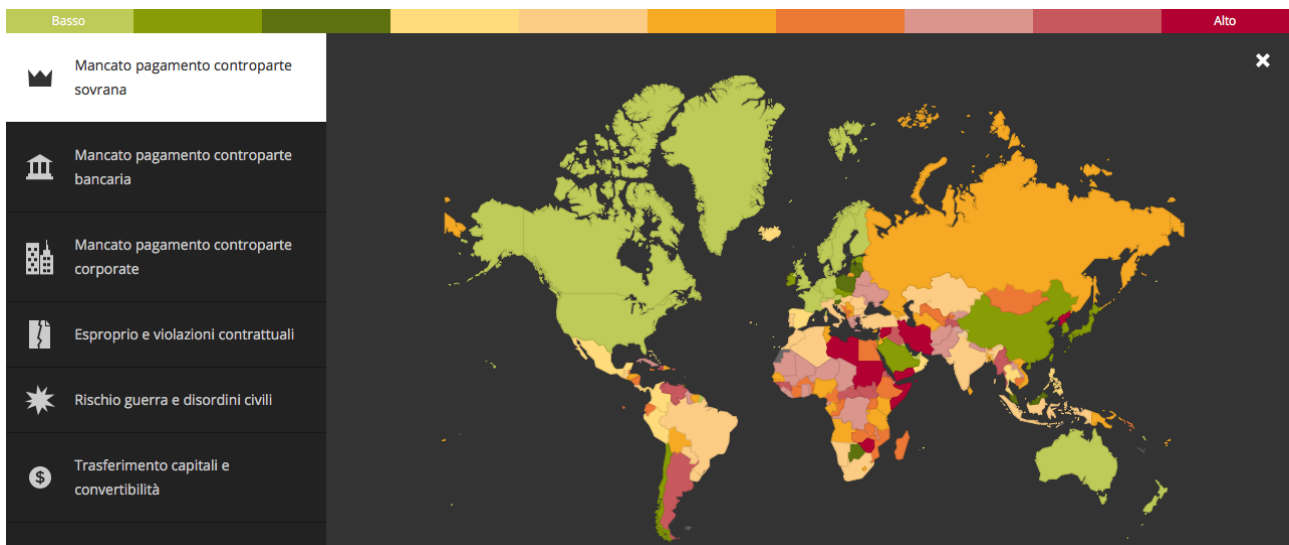 Basso
Alto
Mancato pagamento controparte
sovrana
Mancato pagamento controparte
bancaria
Mancato pagamento controparte
corporate
Esproprio e violazioni contrattuali
Rischio guerra e disordini civili
Trasferimento capitali e
convertibilità